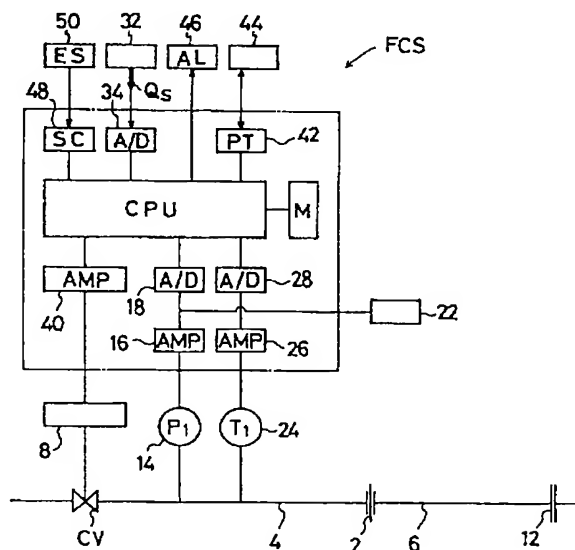 50 32 46 44
FCS
ES AL
48 34 Qs
SC A/D PT 42
CPU M
AMP A/D A/D 28
40 18 22
16 AMP AMP 26
8 P1 T1 24
14
CV 4 2 6 12